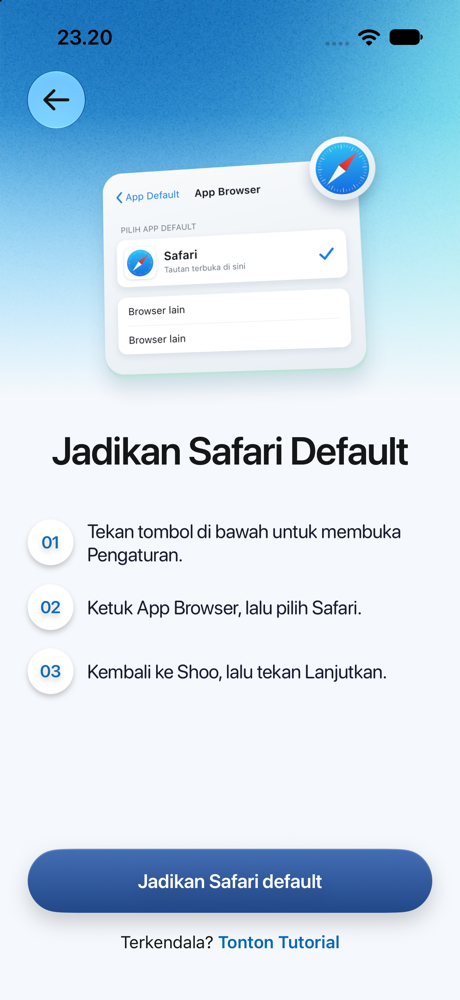 23.20
App Default
App Browser
PILIH APP DEFAULT
Safari
Tautan terbuka di sini
Browser lain
Browser lain
Jadikan Safari Default
01
Tekan tombol di bawah untuk membuka
Pengaturan.
02
Ketuk App Browser, lalu pilih Safari.
03
Kembali ke Shoo, lalu tekan Lanjutkan.
Jadikan Safari default
Terkendala? Tonton Tutorial